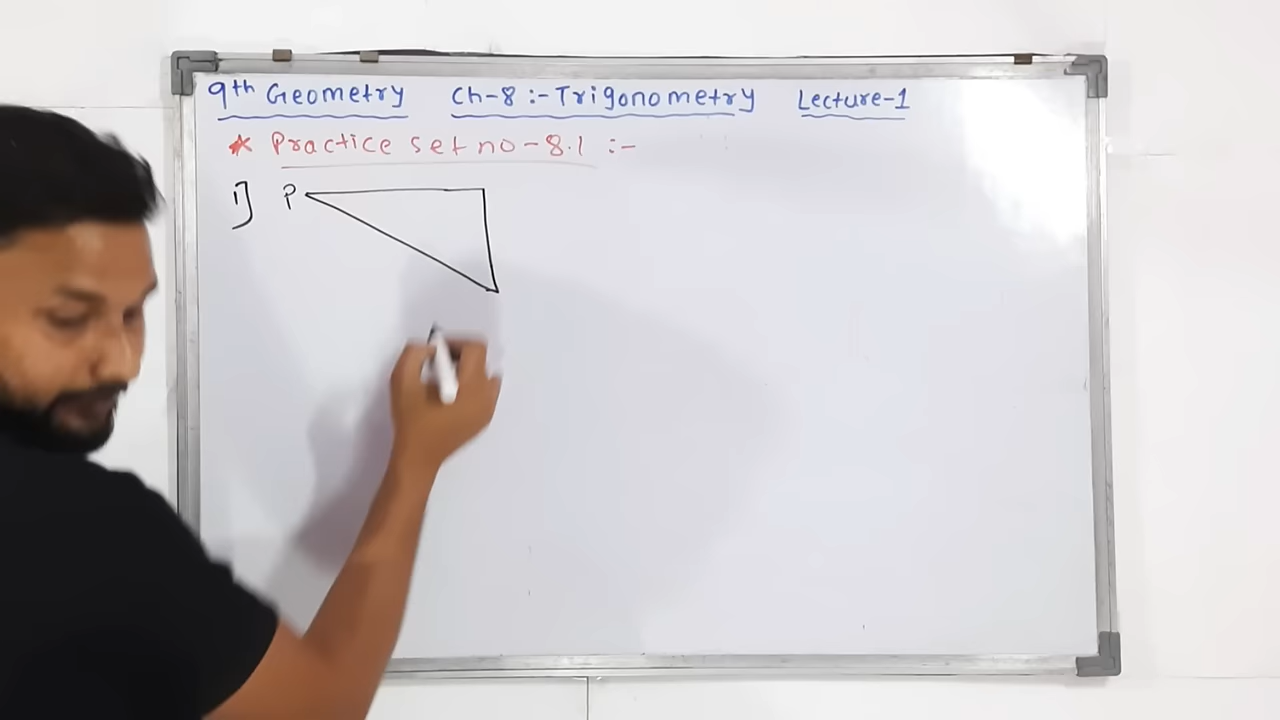 9th Geometry Ch-8 :- Trigonometry Lecture-1
* Practice set no - 8.1 :-
1] P